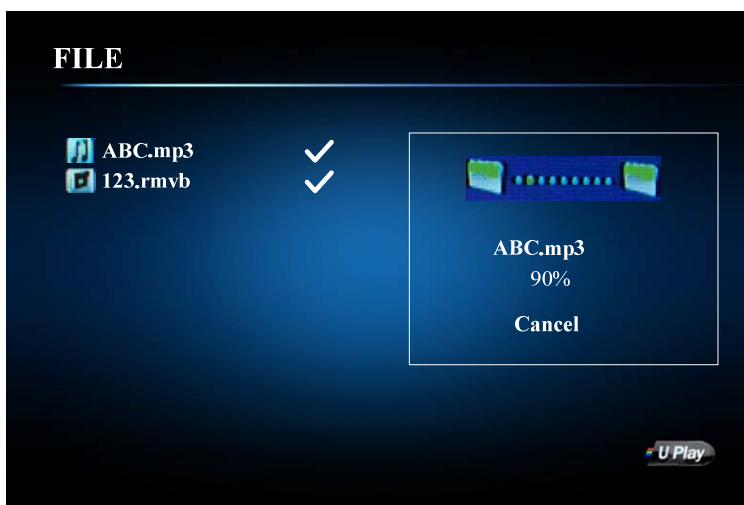 FILE
ABC.mp3
123.rmvb
ABC.mp3
90%
Cancel
U Play